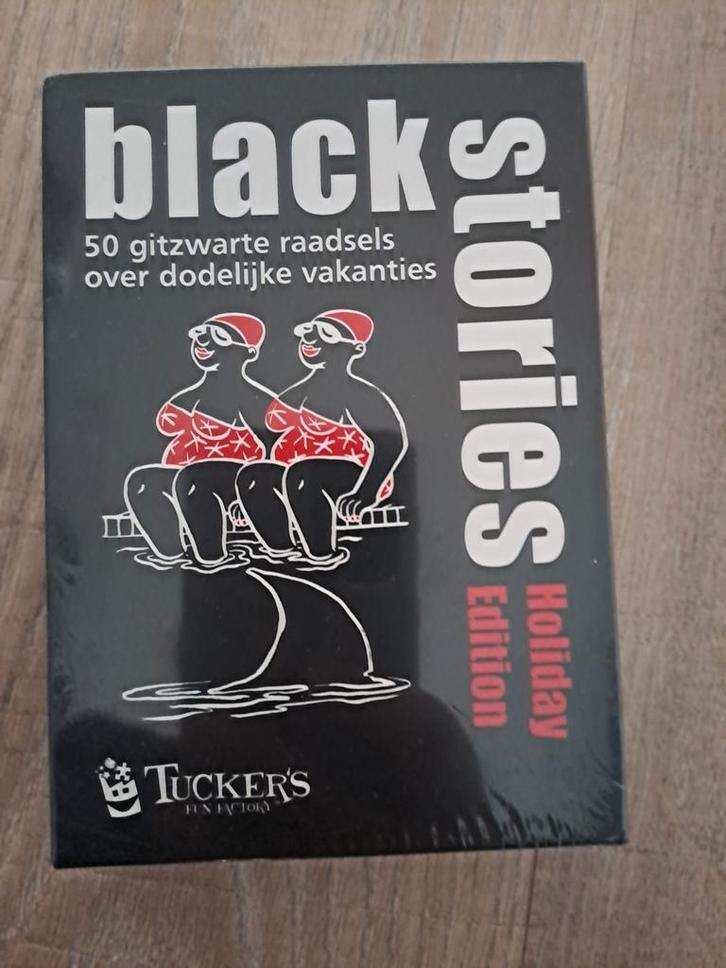 black
stories
50 gitzwarte raadsels
over dodelijke vakanties
Holiday
Edition
TUCKER'S
FUN FACTORY